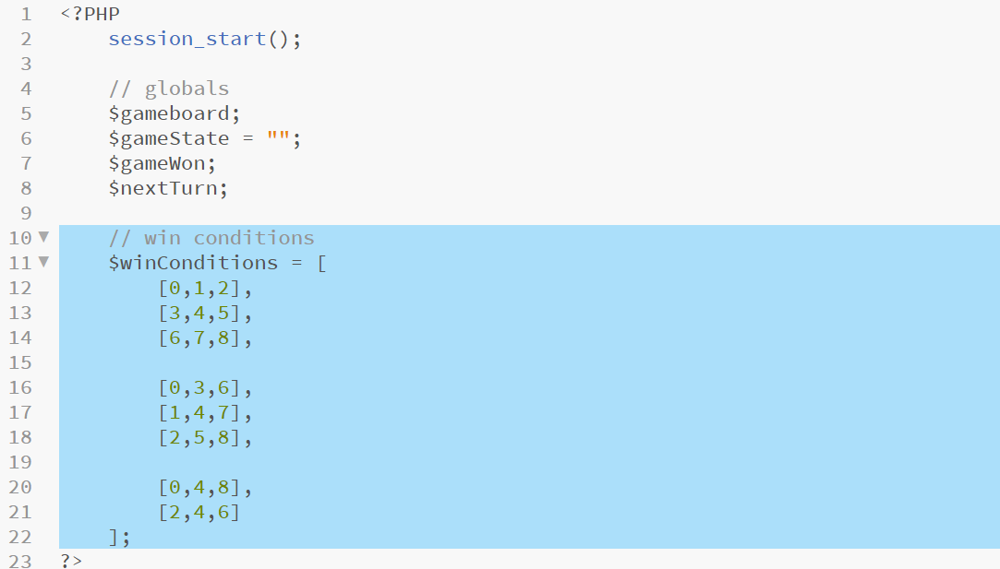 1 <?PHP
2 session_start();
3
4 // globals
5 $gameboard;
6 $gameState = "";
7 $gameWon;
8 $nextTurn;
9
10 // win conditions
11 $winConditions = [
12 [0,1,2],
13 [3,4,5],
14 [6,7,8],
15
16 [0,3,6],
17 [1,4,7],
18 [2,5,8],
19
20 [0,4,8],
21 [2,4,6]
22 ];
23 ?>